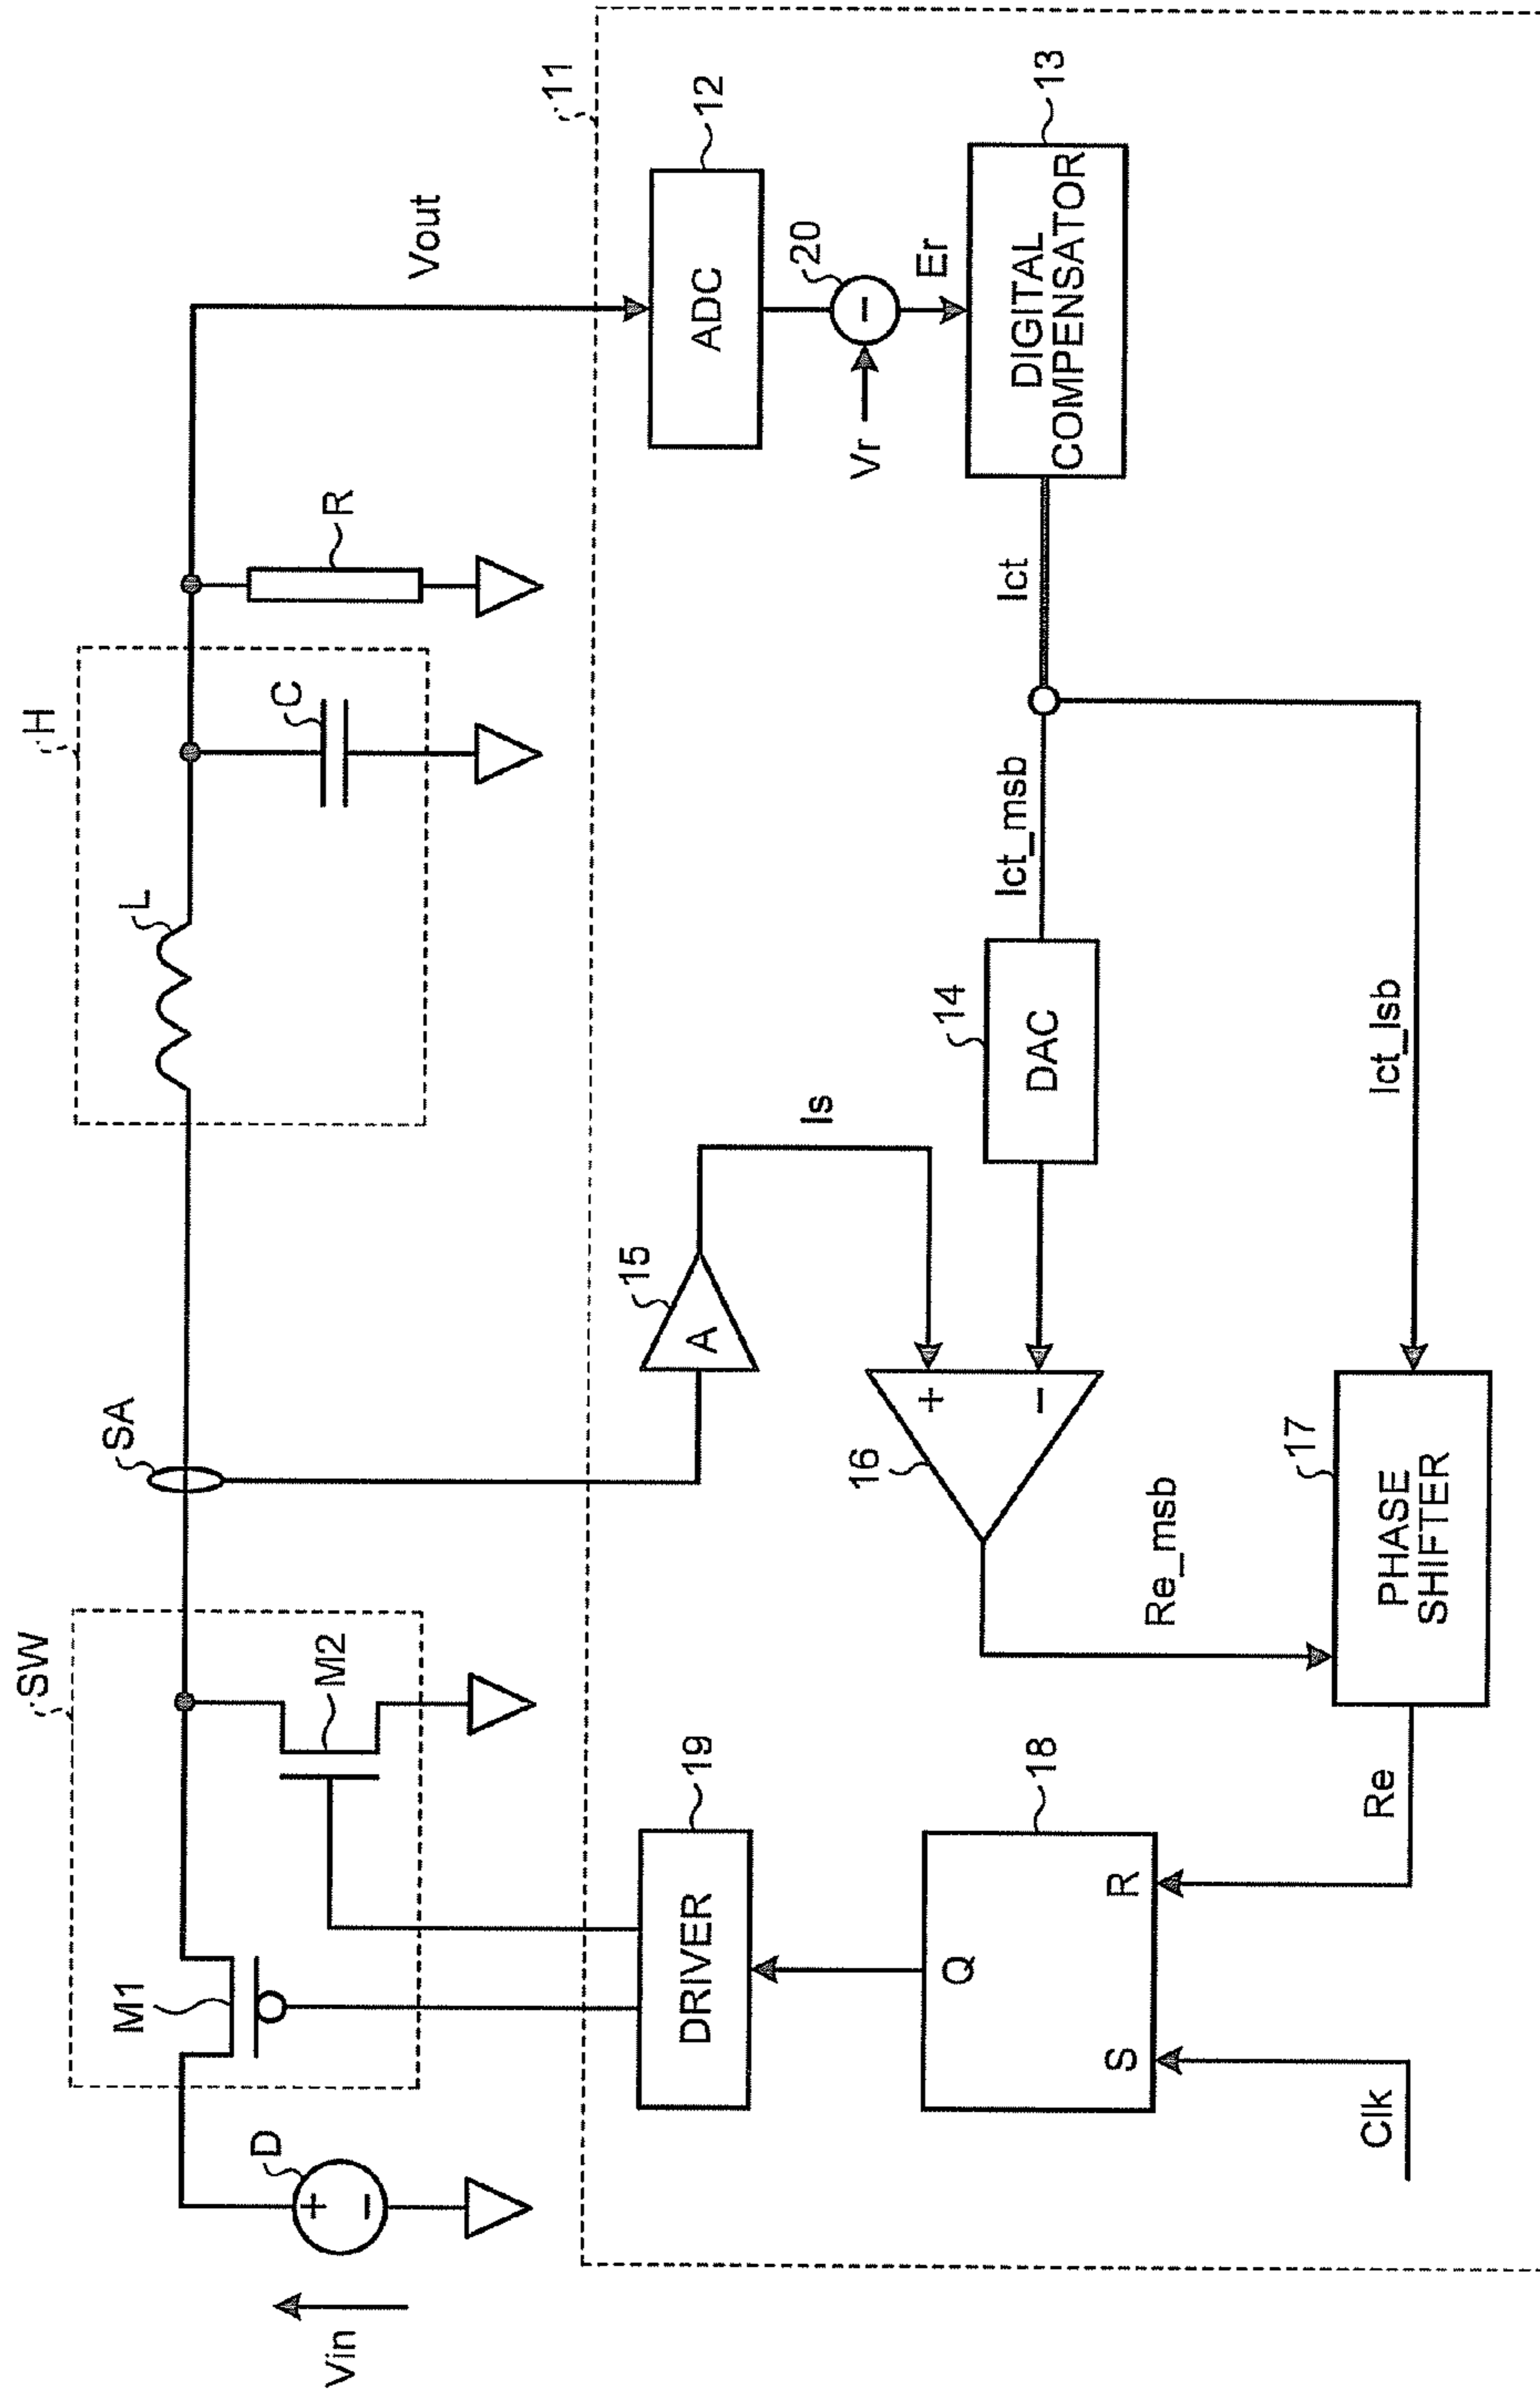 SW
H
11
Vin
D
+
−
M1
M2
SA
L
C
R
Vout
19
DRIVER
15
A
Is
12
ADC
20
−
Vr
Er
18
Q
S
R
16
+
−
14
DAC
Ict_msb
Ict
13
DIGITAL
COMPENSATOR
Re_msb
Clk
Re
17
PHASE
SHIFTER
Ict_lsb